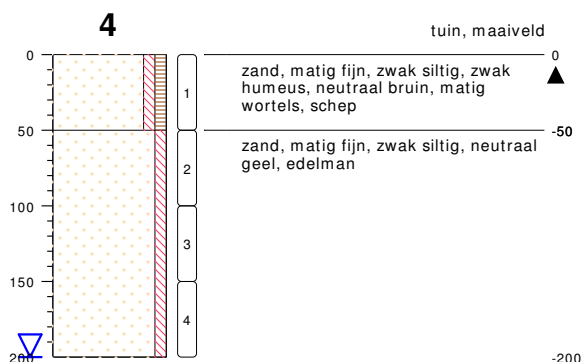 4
tuin, maaiveld
0
0
zand, matig fijn, zwak siltig, zwak
humeus, neutraal bruin, matig
wortels, schep
1
50
-50
zand, matig fijn, zwak siltig, neutraal
geel, edelman
2
100
3
150
4
200
-200